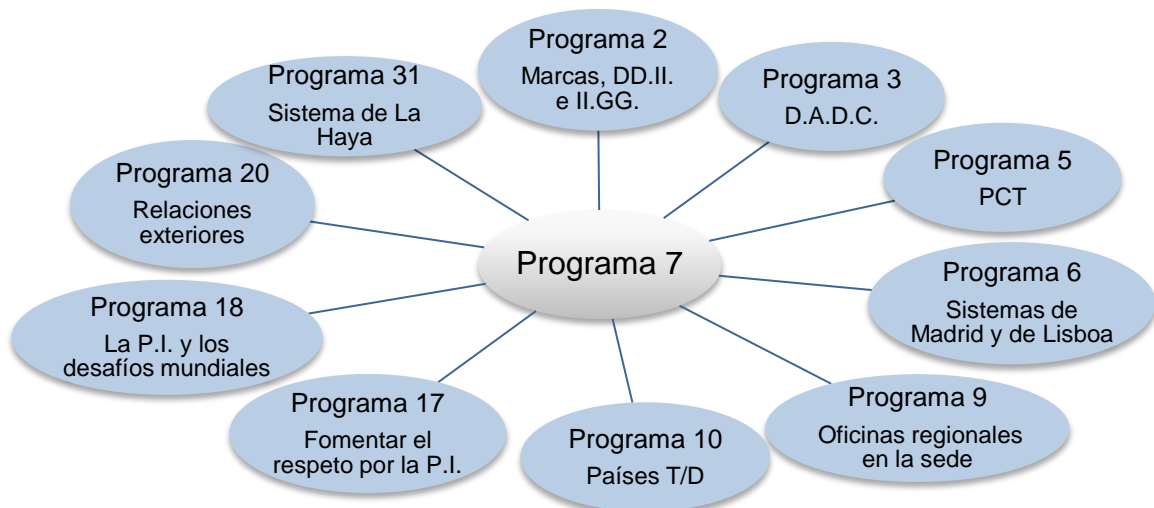 Programa 2
Marcas, DD.II.
e II.GG.
Programa 3
D.A.D.C.
Programa 5
PCT
Programa 6
Sistemas de
Madrid y de Lisboa
Programa 9
Oficinas regionales
en la sede
Programa 10
Países T/D
Programa 17
Fomentar el
respeto por la P.I.
Programa 18
La P.I. y los
desafíos mundiales
Programa 20
Relaciones
exteriores
Programa 31
Sistema de La
Haya
Programa 7